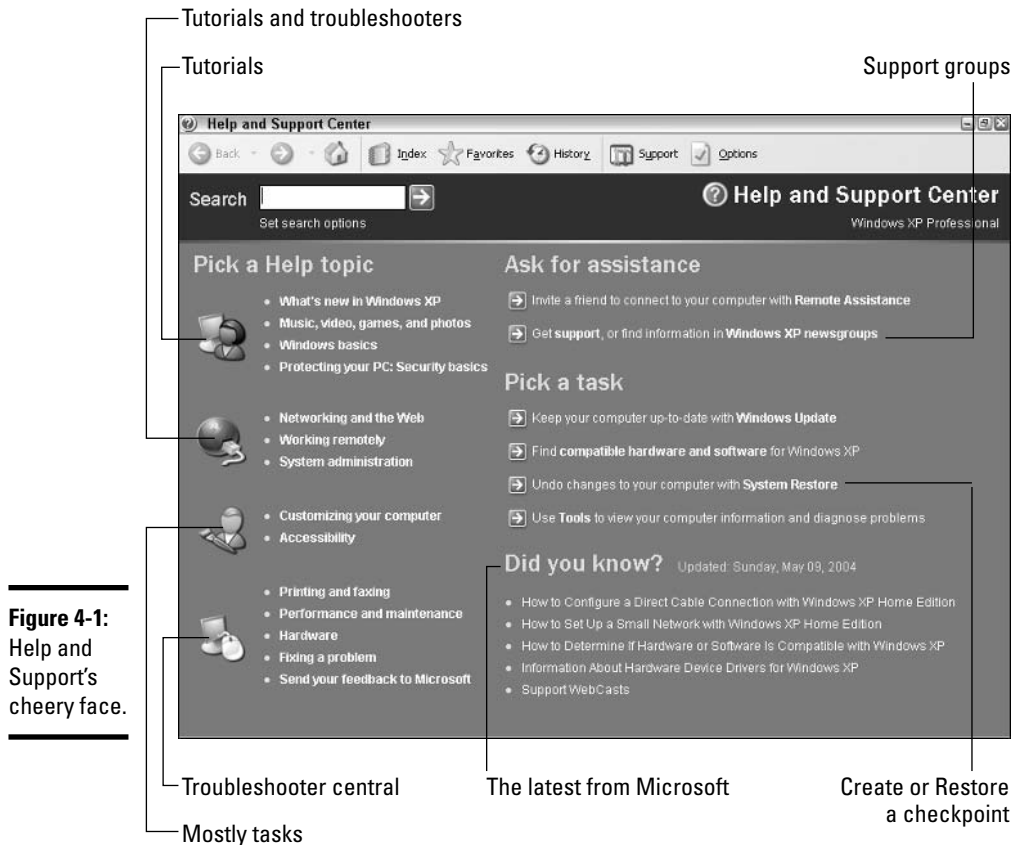 Tutorials and troubleshooters
Tutorials
Support groups
Help and Support Center
Back
Index
Favorites
History
Support
Options
Search
Set search options
Help and Support Center
Windows XP Professional
Pick a Help topic
What's new in Windows XP
Music, video, games, and photos
Windows basics
Protecting your PC: Security basics
Networking and the Web
Working remotely
System administration
Customizing your computer
Accessibility
Printing and faxing
Performance and maintenance
Hardware
Fixing a problem
Send your feedback to Microsoft
Ask for assistance
Invite a friend to connect to your computer with Remote Assistance
Get support, or find information in Windows XP newsgroups
Pick a task
Keep your computer up-to-date with Windows Update
Find compatible hardware and software for Windows XP
Undo changes to your computer with System Restore
Use Tools to view your computer information and diagnose problems
Did you know? Updated: Sunday, May 09, 2004
How to Configure a Direct Cable Connection with Windows XP Home Edition
How to Set Up a Small Network with Windows XP Home Edition
How to Determine If Hardware or Software Is Compatible with Windows XP
Information About Hardware Device Drivers for Windows XP
Support WebCasts
Figure 4-1:
Help and
Support's
cheery face.
Troubleshooter central
The latest from Microsoft
Create or Restore
a checkpoint
Mostly tasks